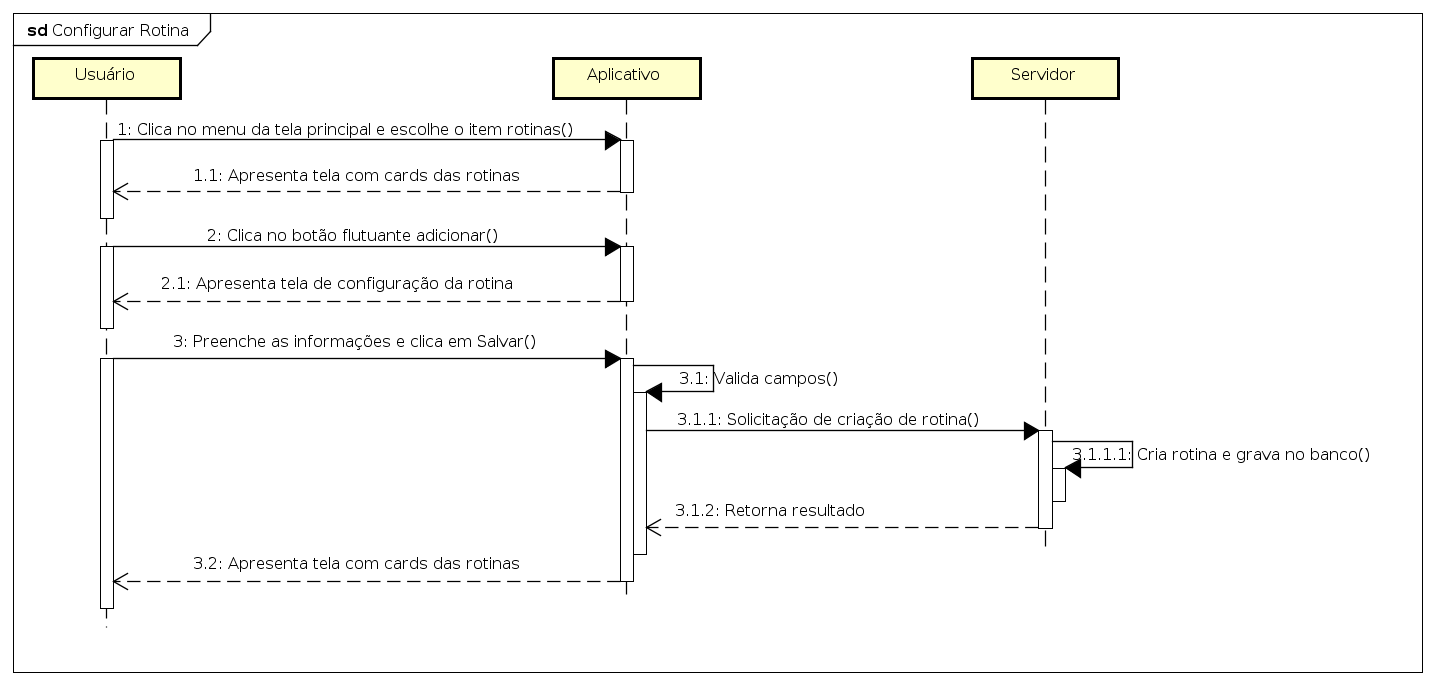 sd Configurar Rotina
Usuário
Aplicativo
Servidor
1: Clica no menu da tela principal e escolhe o item rotinas()
1.1: Apresenta tela com cards das rotinas
2: Clica no botão flutuante adicionar()
2.1: Apresenta tela de configuração da rotina
3: Preenche as informações e clica em Salvar()
3.1: Valida campos()
3.1.1: Solicitação de criação de rotina()
3.1.1.1: Cria rotina e grava no banco()
3.1.2: Retorna resultado
3.2: Apresenta tela com cards das rotinas